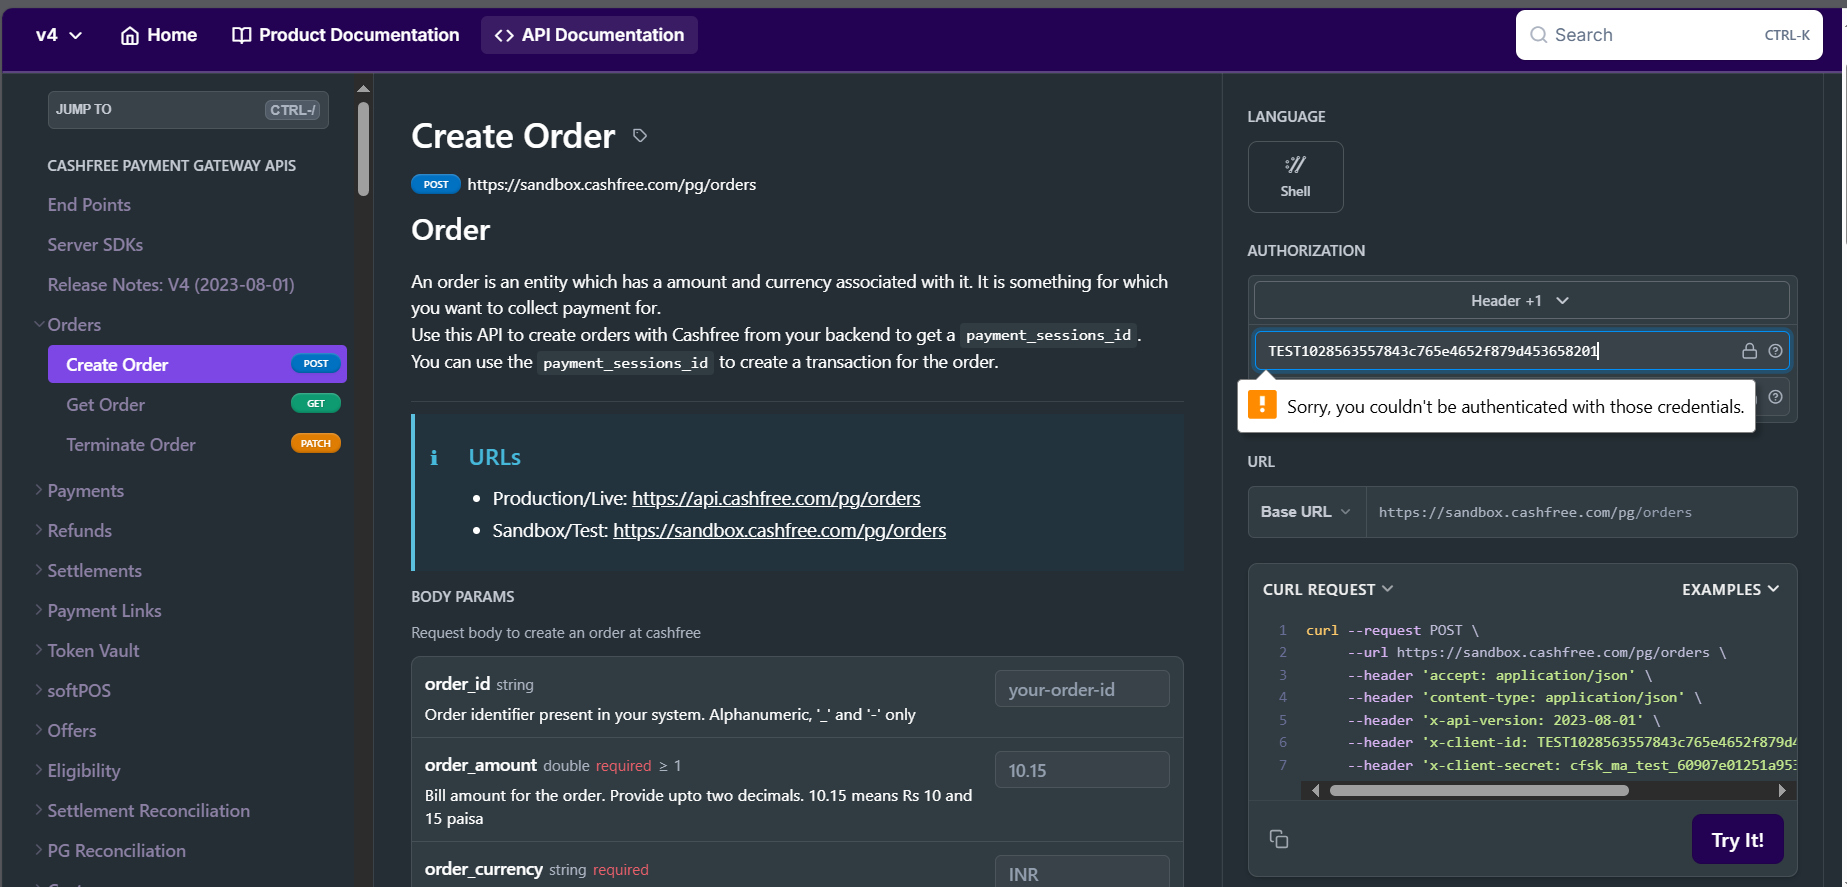 v4
Home
Product Documentation
<> API Documentation
Search
CTRL-K
JUMP TO
CTRL-/
CASHFREE PAYMENT GATEWAY APIS
End Points
Server SDKs
Release Notes: V4 (2023-08-01)
Orders
Create Order POST
Get Order GET
Terminate Order PATCH
Payments
Refunds
Settlements
Payment Links
Token Vault
softPOS
Offers
Eligibility
Settlement Reconciliation
PG Reconciliation
Create Order
POST https://sandbox.cashfree.com/pg/orders
Order
An order is an entity which has a amount and currency associated with it. It is something for which
you want to collect payment for.
Use this API to create orders with Cashfree from your backend to get a payment_sessions_id.
You can use the payment_sessions_id to create a transaction for the order.
i URLs
• Production/Live: https://api.cashfree.com/pg/orders
• Sandbox/Test: https://sandbox.cashfree.com/pg/orders
BODY PARAMS
Request body to create an order at cashfree
order_id string
your-order-id
Order identifier present in your system. Alphanumeric, '_' and '-' only
order_amount double required ≥ 1
10.15
Bill amount for the order. Provide upto two decimals. 10.15 means Rs 10 and
15 paisa
order_currency string required
INR
LANGUAGE
Shell
AUTHORIZATION
Header +1
TEST1028563557843c765e4652f879d453658201
! Sorry, you couldn't be authenticated with those credentials.
URL
Base URL
https://sandbox.cashfree.com/pg/orders
CURL REQUEST
EXAMPLES
1 curl --request POST \
2 --url https://sandbox.cashfree.com/pg/orders \
3 --header 'accept: application/json' \
4 --header 'content-type: application/json' \
5 --header 'x-api-version: 2023-08-01' \
6 --header 'x-client-id: TEST1028563557843c765e4652f879d4
7 --header 'x-client-secret: cfsk_ma_test_60907e01251a953
Try It!